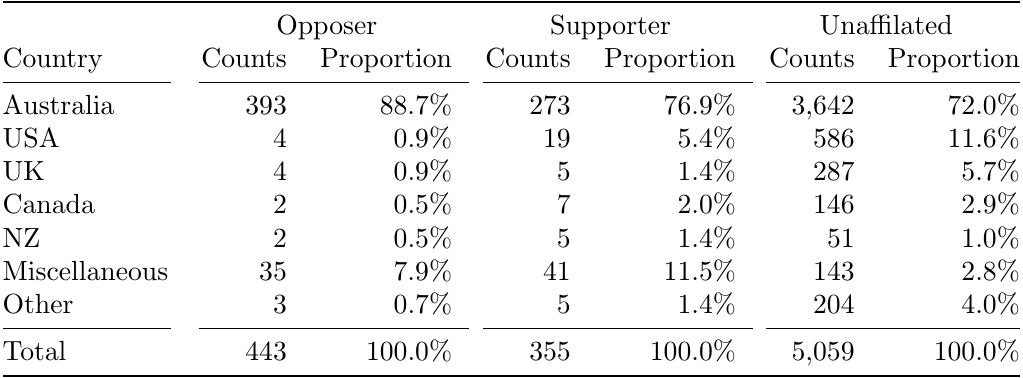 Opposer Supporter Unaffilated
Country Counts Proportion Counts Proportion Counts Proportion
Australia 393 88.7% 273 76.9% 3,642 72.0%
USA 4 0.9% 19 5.4% 586 11.6%
UK 4 0.9% 5 1.4% 287 5.7%
Canada 2 0.5% 7 2.0% 146 2.9%
NZ 2 0.5% 5 1.4% 51 1.0%
Miscellaneous 35 7.9% 41 11.5% 143 2.8%
Other 3 0.7% 5 1.4% 204 4.0%
Total 443 100.0% 355 100.0% 5,059 100.0%